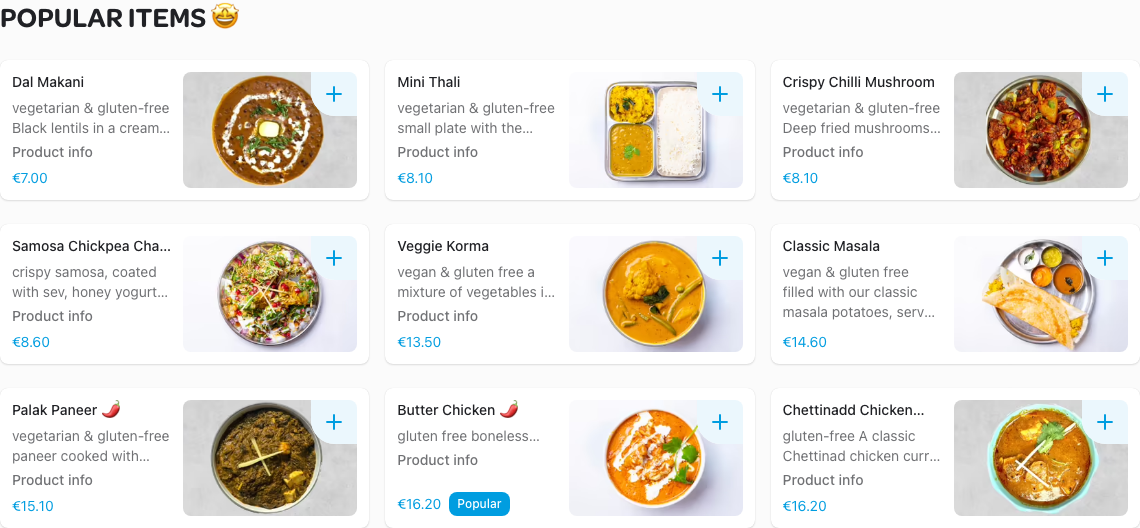 POPULAR ITEMS 🤩
Dal Makani
vegetarian & gluten-free
Black lentils in a cream...
Product info
€7.00
Mini Thali
vegetarian & gluten-free
small plate with the...
Product info
€8.10
Crispy Chilli Mushroom
vegetarian & gluten-free
Deep fried mushrooms...
Product info
€8.10
Samosa Chickpea Cha...
crispy samosa, coated
with sev, honey yogurt...
Product info
€8.60
Veggie Korma
vegan & gluten free a
mixture of vegetables i...
Product info
€13.50
Classic Masala
vegan & gluten free
filled with our classic
masala potatoes, serv...
€14.60
Palak Paneer 🌶️
vegetarian & gluten-free
paneer cooked with...
Product info
€15.10
Butter Chicken 🌶️
gluten free boneless...
Product info
€16.20 Popular
Chettinadd Chicken...
gluten-free A classic
Chettinad chicken curr...
Product info
€16.20